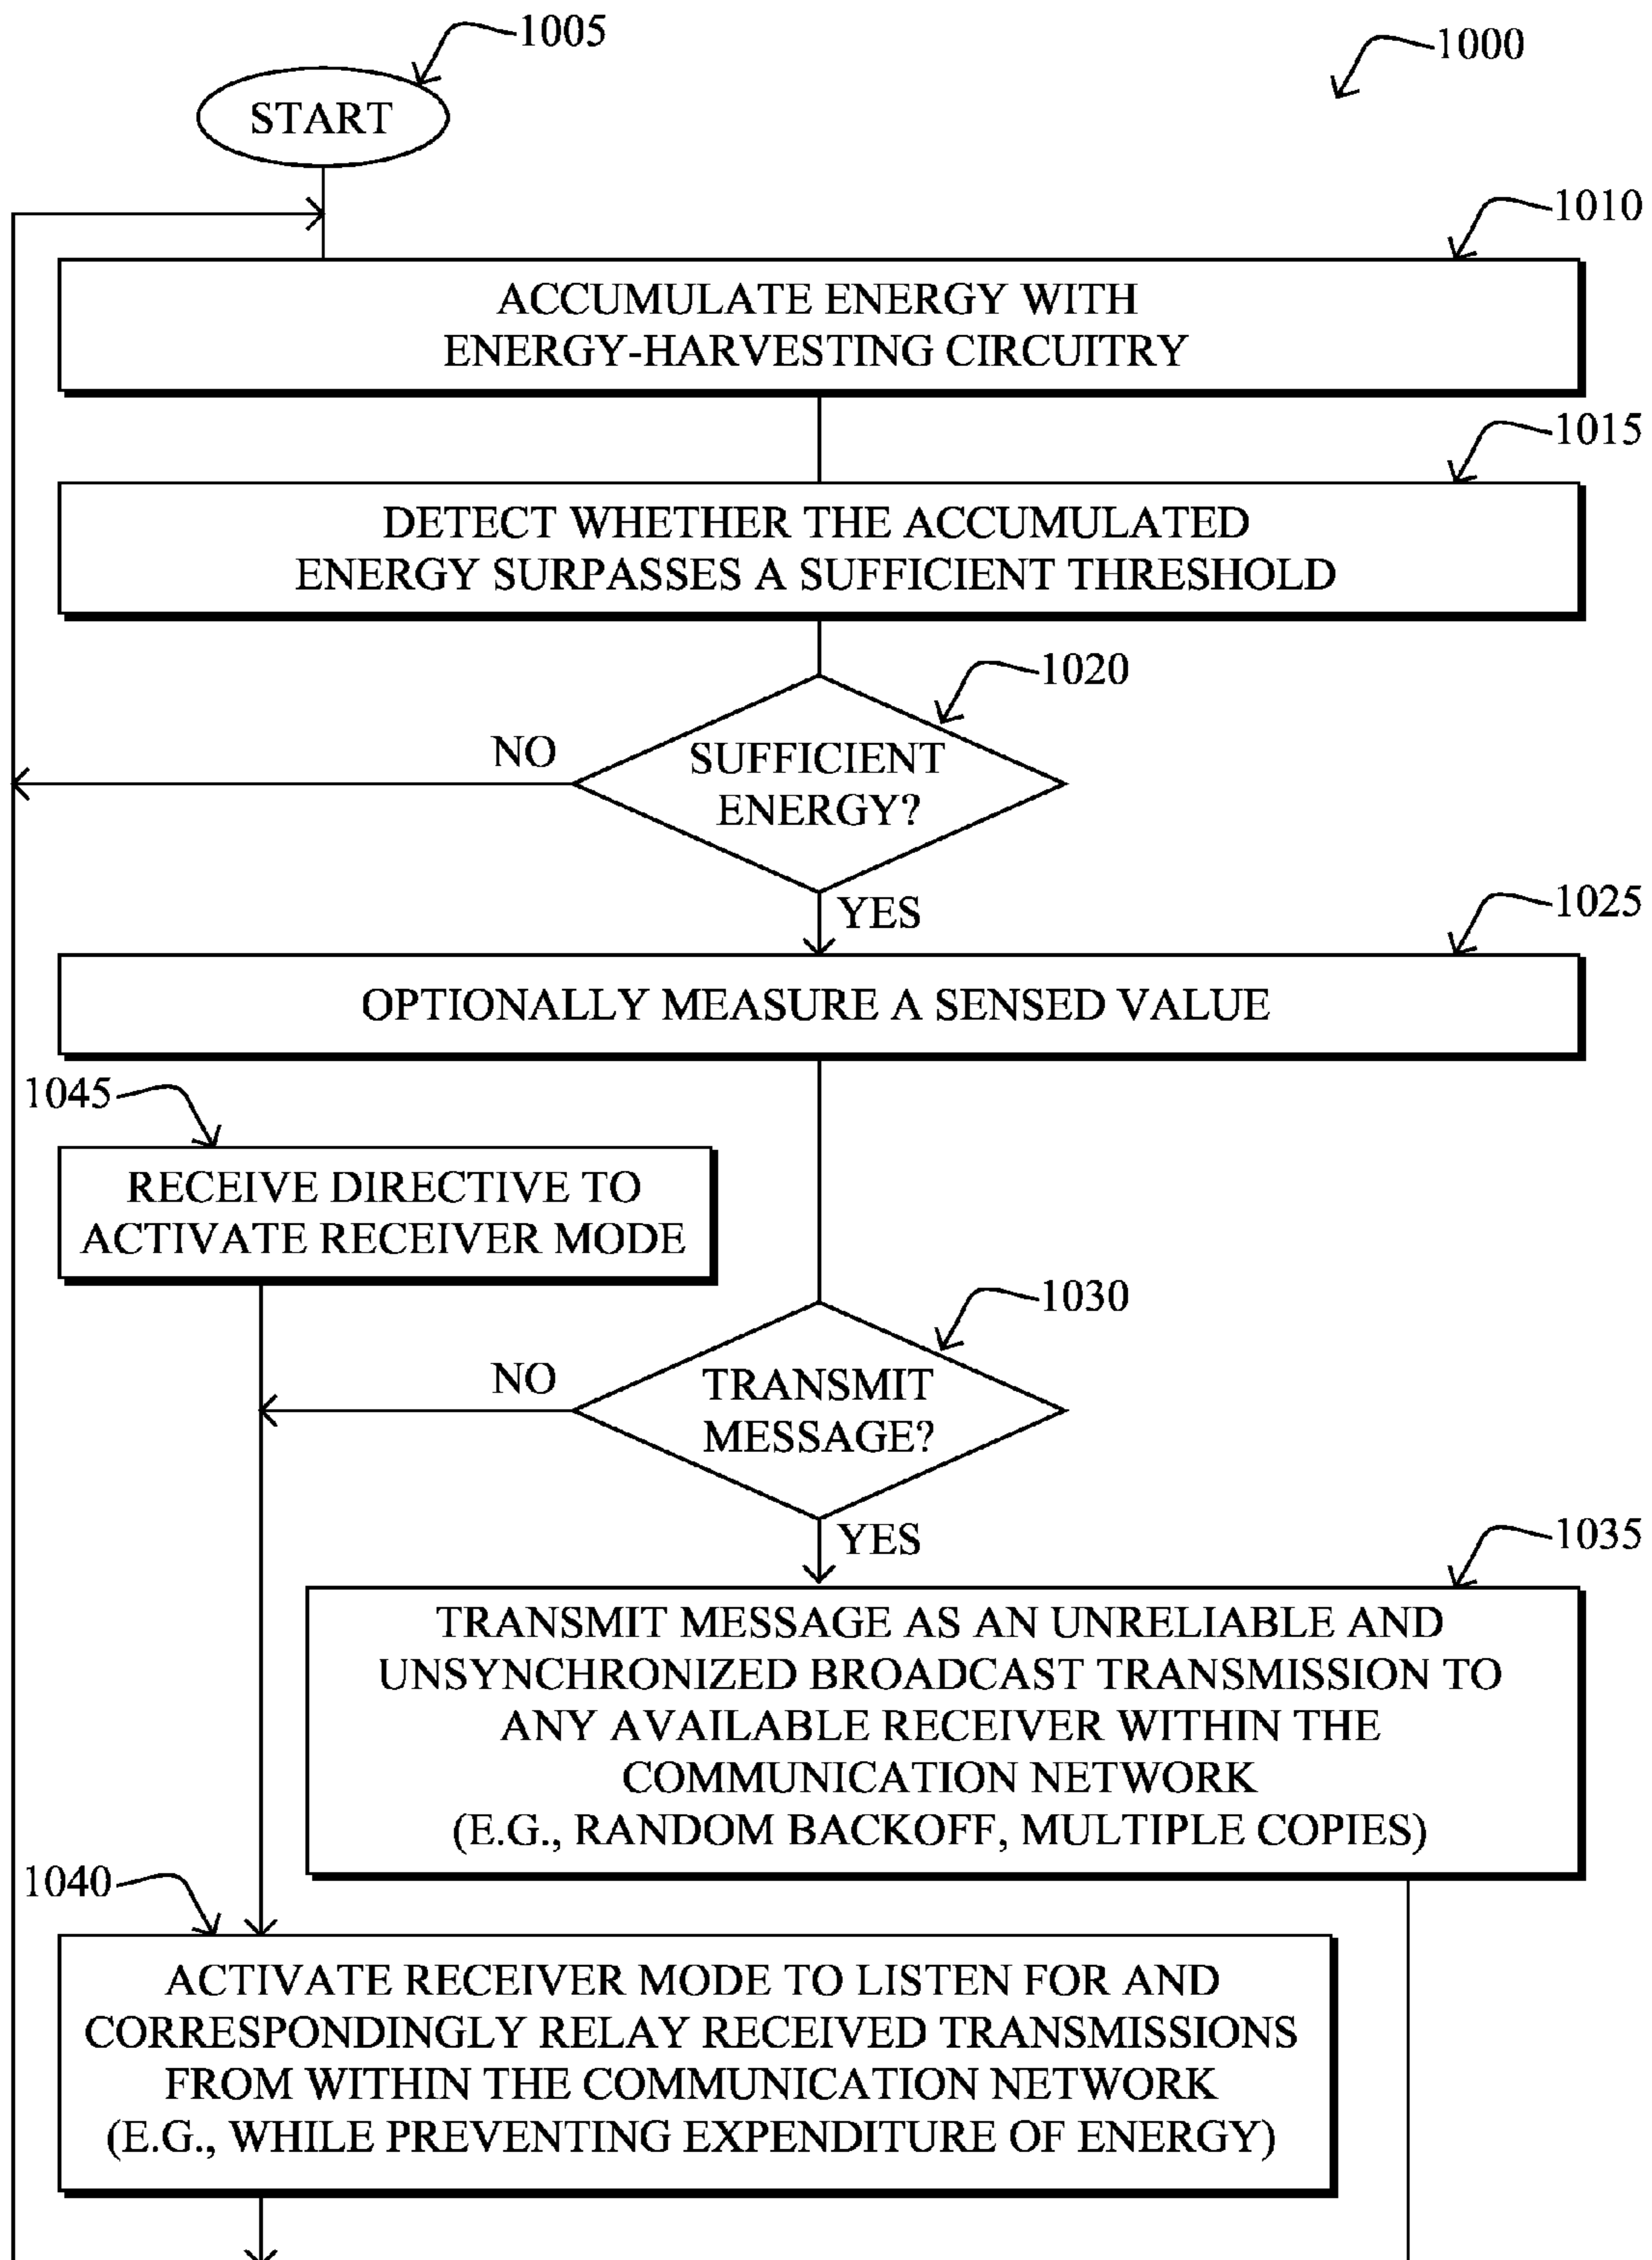 1005
1000
START
1010
ACCUMULATE ENERGY WITH
ENERGY-HARVESTING CIRCUITRY
1015
DETECT WHETHER THE ACCUMULATED
ENERGY SURPASSES A SUFFICIENT THRESHOLD
1020
NO
SUFFICIENT
ENERGY?
YES
1025
OPTIONALLY MEASURE A SENSED VALUE
1045
RECEIVE DIRECTIVE TO
ACTIVATE RECEIVER MODE
1030
NO
TRANSMIT
MESSAGE?
YES
1035
TRANSMIT MESSAGE AS AN UNRELIABLE AND
UNSYNCHRONIZED BROADCAST TRANSMISSION TO
ANY AVAILABLE RECEIVER WITHIN THE
COMMUNICATION NETWORK
(E.G., RANDOM BACKOFF, MULTIPLE COPIES)
1040
ACTIVATE RECEIVER MODE TO LISTEN FOR AND
CORRESPONDINGLY RELAY RECEIVED TRANSMISSIONS
FROM WITHIN THE COMMUNICATION NETWORK
(E.G., WHILE PREVENTING EXPENDITURE OF ENERGY)